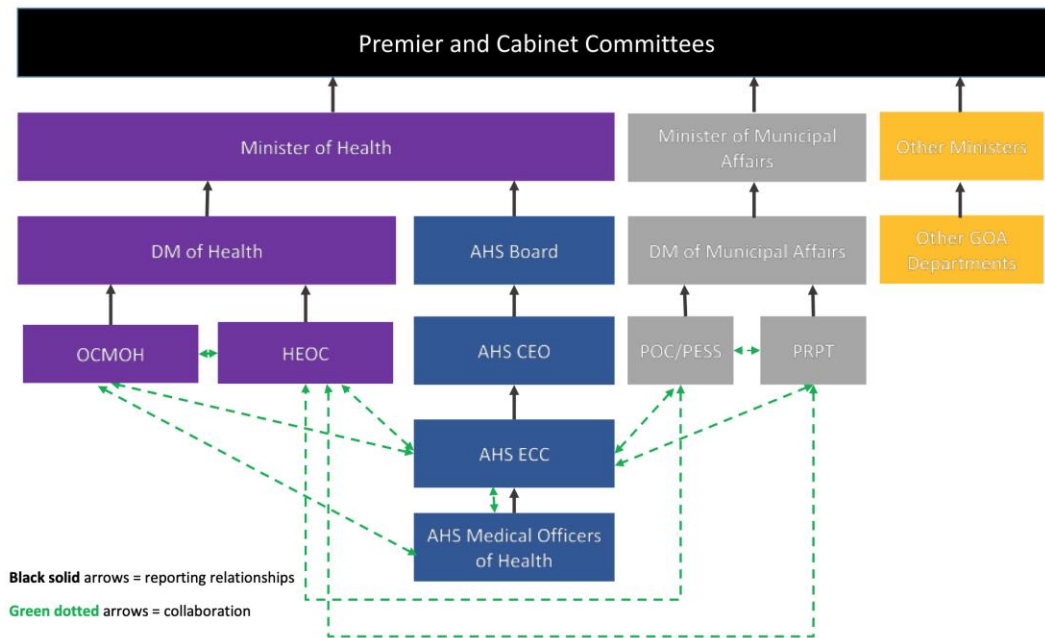 Premier and Cabinet Committees
Minister of Health
Minister of Municipal
Affairs
Other Ministers
DM of Health
AHS Board
DM of Municipal Affairs
Other GOA
Departments
OCMOH
HEOC
AHS CEO
POC/PESS
PRPT
AHS ECC
AHS Medical Officers
of Health
Black solid arrows = reporting relationships
Green dotted arrows = collaboration